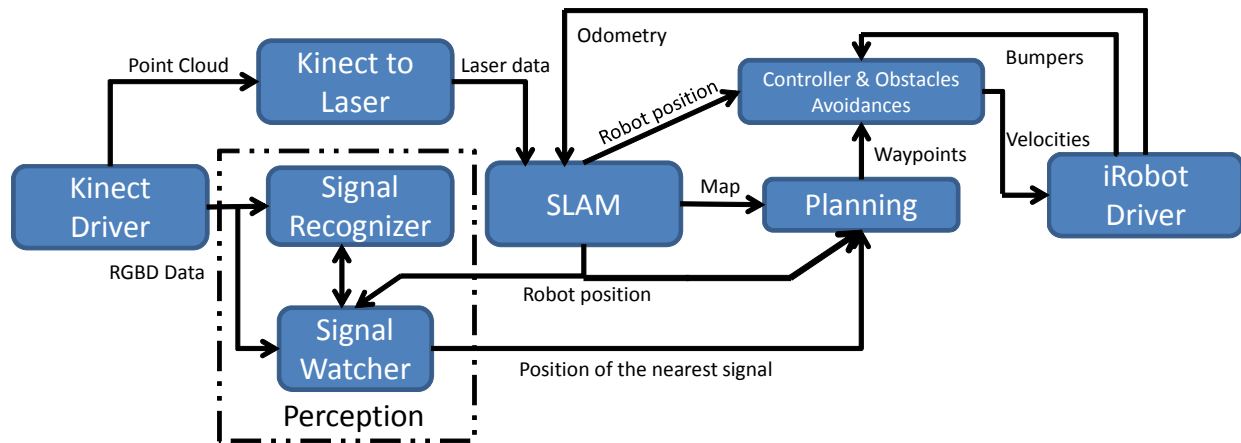 Odometry
Bumpers
Point Cloud
Kinect to
Laser
Laser data
Controller & Obstacles
Avoidances
Robot position
Velocities
Waypoints
Kinect
Driver
Signal
Recognizer
SLAM
Map
Planning
iRobot
Driver
RGBD Data
Robot position
Signal
Watcher
Position of the nearest signal
Perception